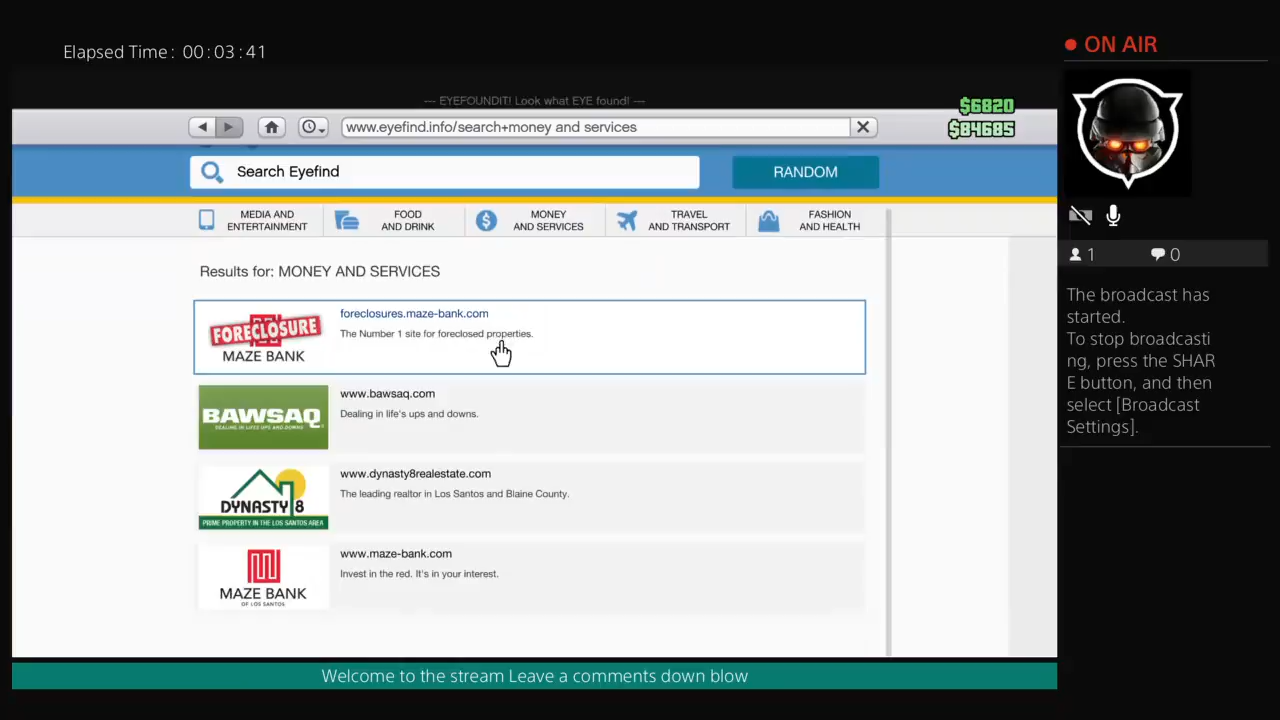 Elapsed Time: 00:03:41
ON AIR
--- EYEFOUNDIT! Look what EYE found! ---
$6820
$84685
www.eyefind.info/search+money and services
Search Eyefind
RANDOM
MEDIA AND
ENTERTAINMENT
FOOD
AND DRINK
MONEY
AND SERVICES
TRAVEL
AND TRANSPORT
FASHION
AND HEALTH
Results for: MONEY AND SERVICES
FORECLOSURE
MAZE BANK
foreclosures.maze-bank.com
The Number 1 site for foreclosed properties.
BAWSAQ
DEALING IN LIFE'S UPS AND DOWNS
www.bawsaq.com
Dealing in life's ups and downs.
DYNASTY 8
PRIME PROPERTY IN THE LOS SANTOS AREA
www.dynasty8realestate.com
The leading realtor in Los Santos and Blaine County.
MAZE BANK
OF LOS SANTOS
www.maze-bank.com
Invest in the red. It's in your interest.
1
0
The broadcast has
started.
To stop broadcasti
ng, press the SHAR
E button, and then
select [Broadcast
Settings].
Welcome to the stream Leave a comments down blow